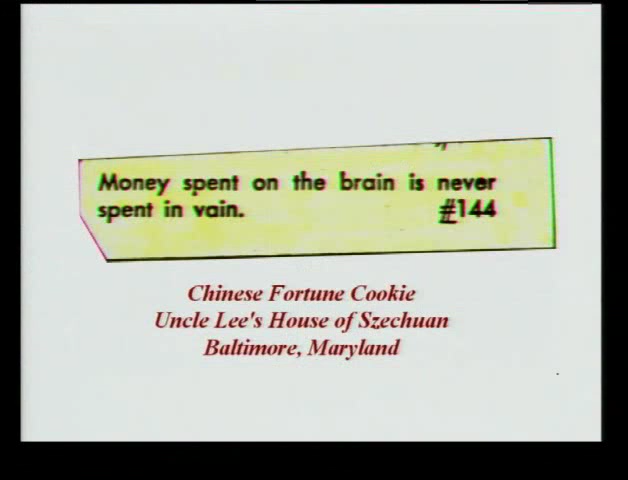 Money spent on the brain is never
spent in vain. #144
Chinese Fortune Cookie
Uncle Lee's House of Szechuan
Baltimore, Maryland